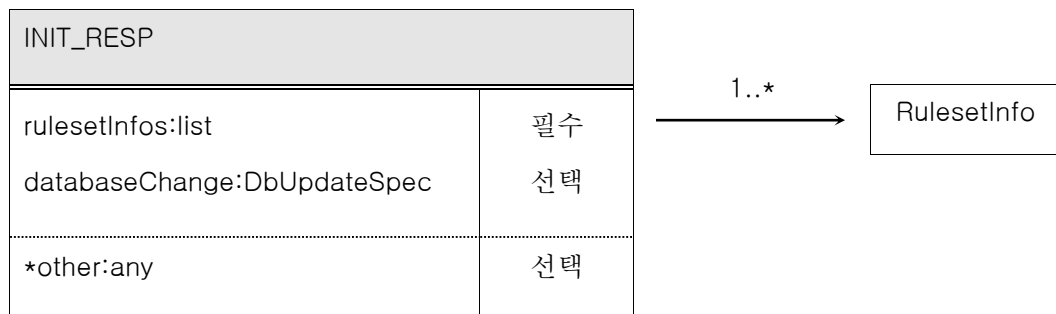 INIT_RESP
rulesetInfos:list 필수
databaseChange:DbUpdateSpec 선택
*other:any 선택
1..*
RulesetInfo